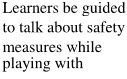 Learners be guided
to talk about safety
measures while
playing with